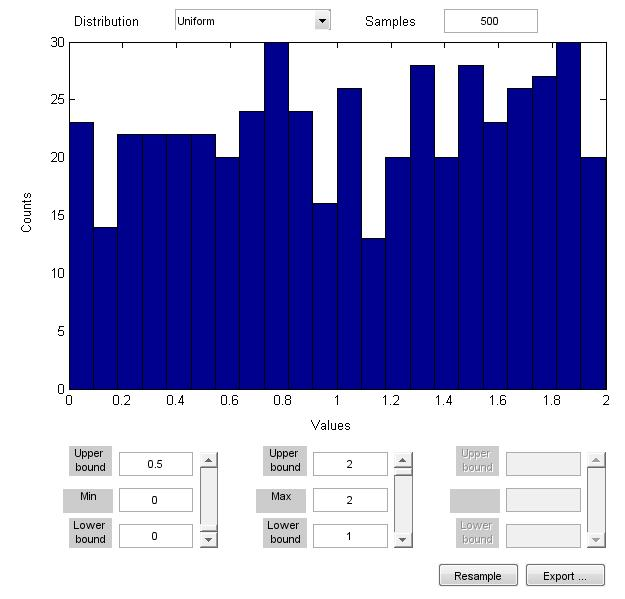 Distribution Uniform Samples 500
30
25
20
15
10
5
0
Counts
0 0.2 0.4 0.6 0.8 1 1.2 1.4 1.6 1.8 2
Values
Upper bound 0.5 Upper bound 2 Upper bound
Min 0 Max 2
Lower bound 0 Lower bound 1 Lower bound
Resample Export ...